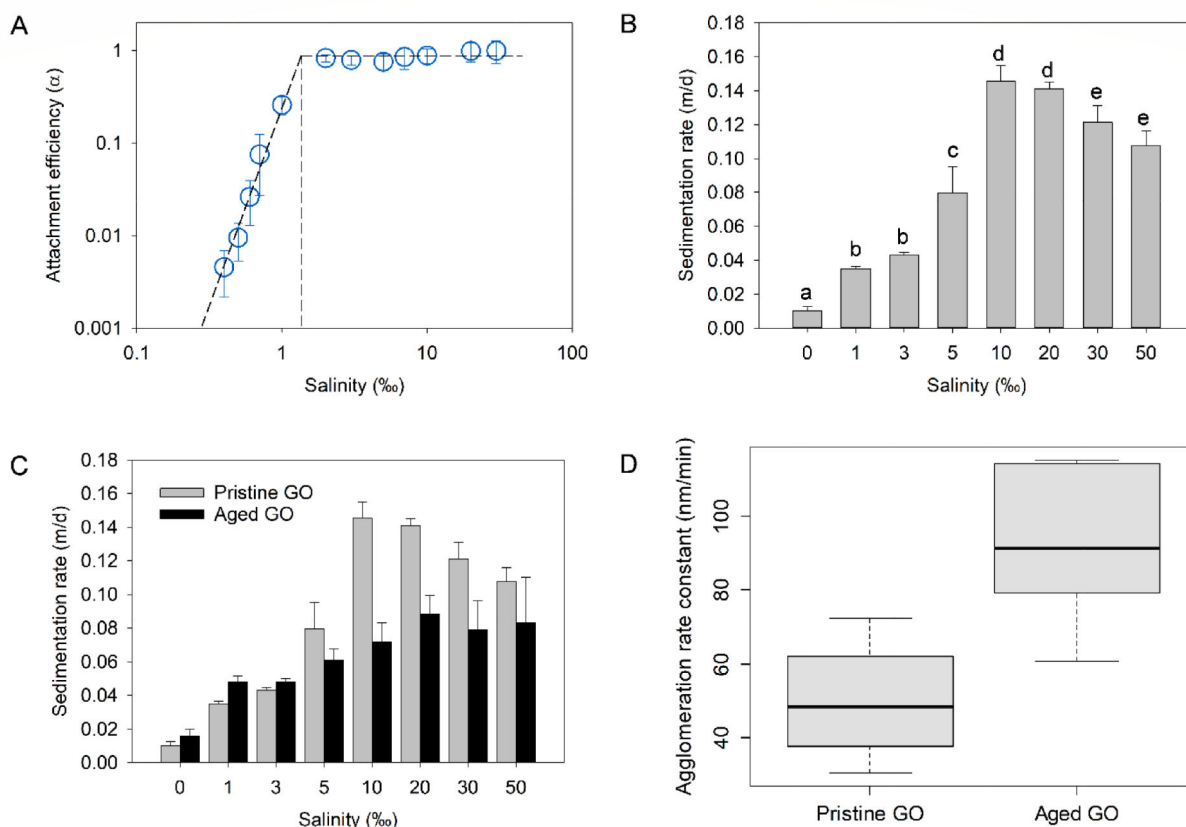 A
Attachment efficiency (α)
1
0.1
0.01
0.001
0.1 1 10 100
Salinity (‰)
B
Sedimentation rate (m/d)
0.18
0.16
0.14
0.12
0.10
0.08
0.06
0.04
0.02
0.00
a b b c d d e e
0 1 3 5 10 20 30 50
Salinity (‰)
C
Sedimentation rate (m/d)
0.18
0.16
0.14
0.12
0.10
0.08
0.06
0.04
0.02
0.00
Pristine GO
Aged GO
0 1 3 5 10 20 30 50
Salinity (‰)
D
Agglomeration rate constant (nm/min)
100
80
60
40
Pristine GO Aged GO